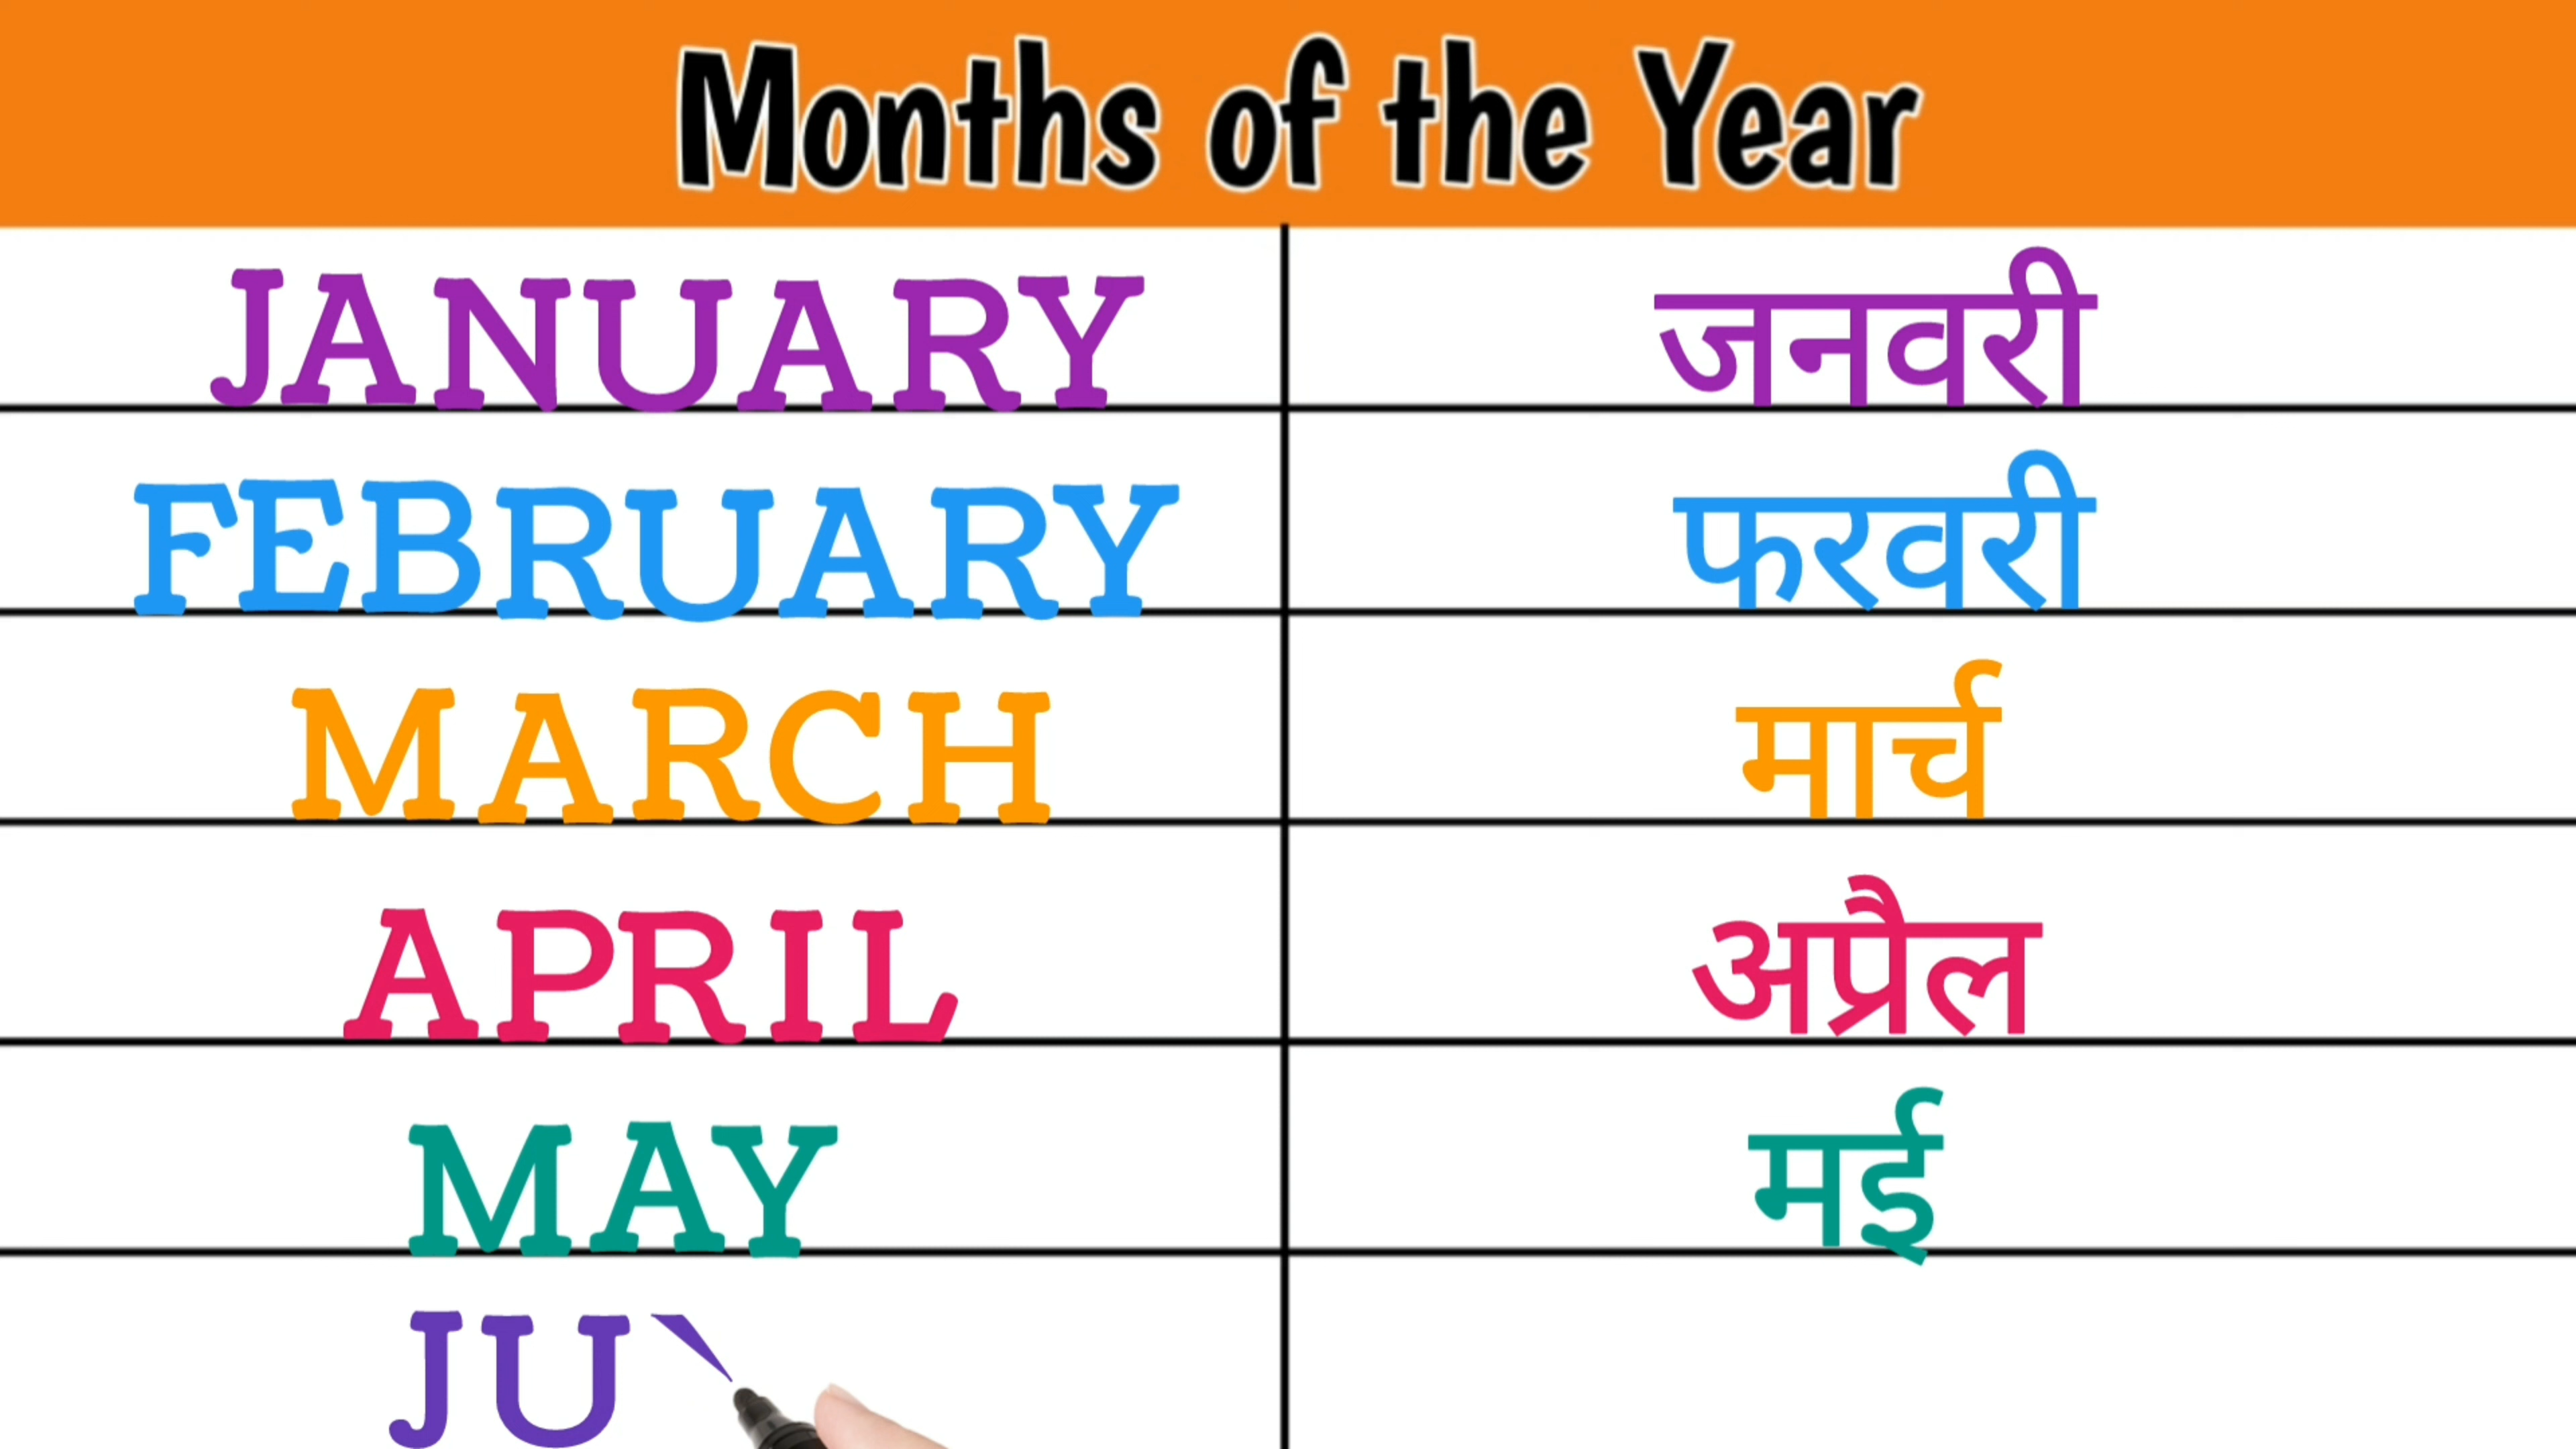 Months of the Year
JANUARY जनवरी
FEBRUARY फरवरी
MARCH मार्च
APRIL अप्रैल
MAY मई
JU